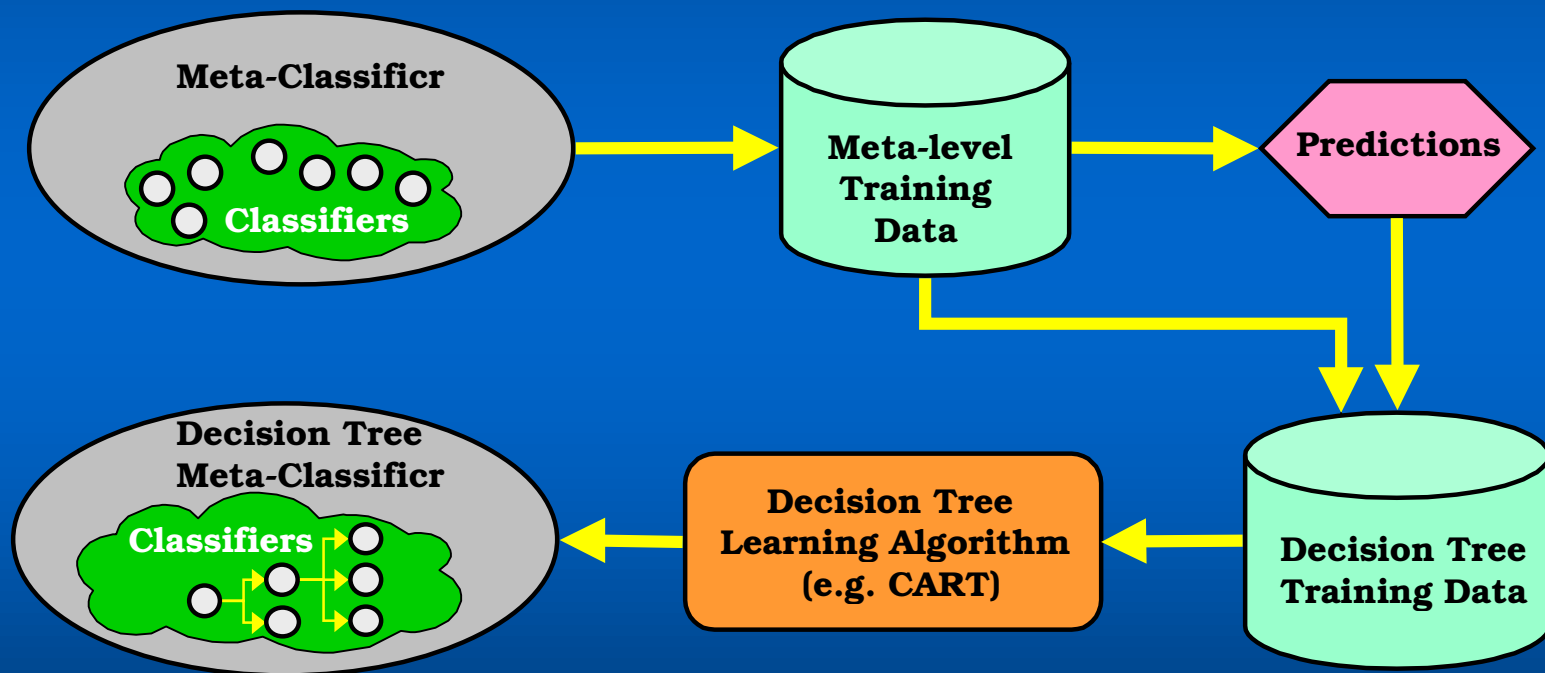 Meta-Classificr
Classifiers
Meta-level
Training
Data
Predictions
Decision Tree
Meta-Classificr
Classifiers
Decision Tree
Learning Algorithm
(e.g. CART)
Decision Tree
Training Data